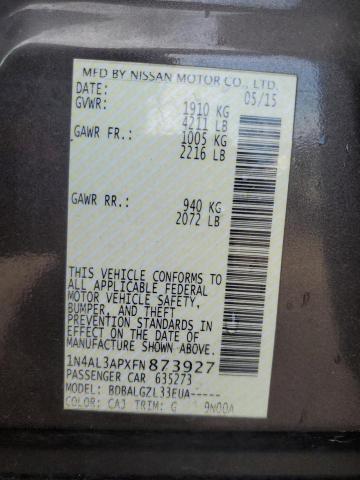 MFD BY NISSAN MOTOR CO., LTD.
DATE: 05/15
GVWR: 1910 KG
4211 LB
GAWR FR.: 1005 KG
2216 LB
GAWR RR.: 940 KG
2072 LB
THIS VEHICLE CONFORMS TO
ALL APPLICABLE FEDERAL
MOTOR VEHICLE SAFETY,
BUMPER, AND THEFT
PREVENTION STANDARDS IN
EFFECT ON THE DATE OF
MANUFACTURE SHOWN ABOVE.
1N4AL3APXFN873927
PASSENGER CAR 635273
MODEL: BDBALGZL33EUA-----
COLOR: CAJ TRIM: G 9N00A